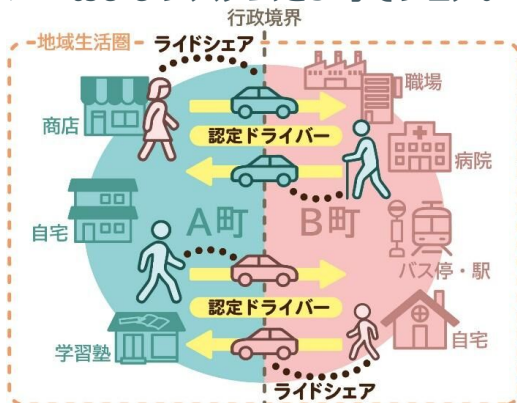 行政境界
地域生活圏
ライドシェア
職場
商店
認定ドライバー
病院
自宅
A町
B町
バス停・駅
認定ドライバー
学習塾
自宅
ライドシェア